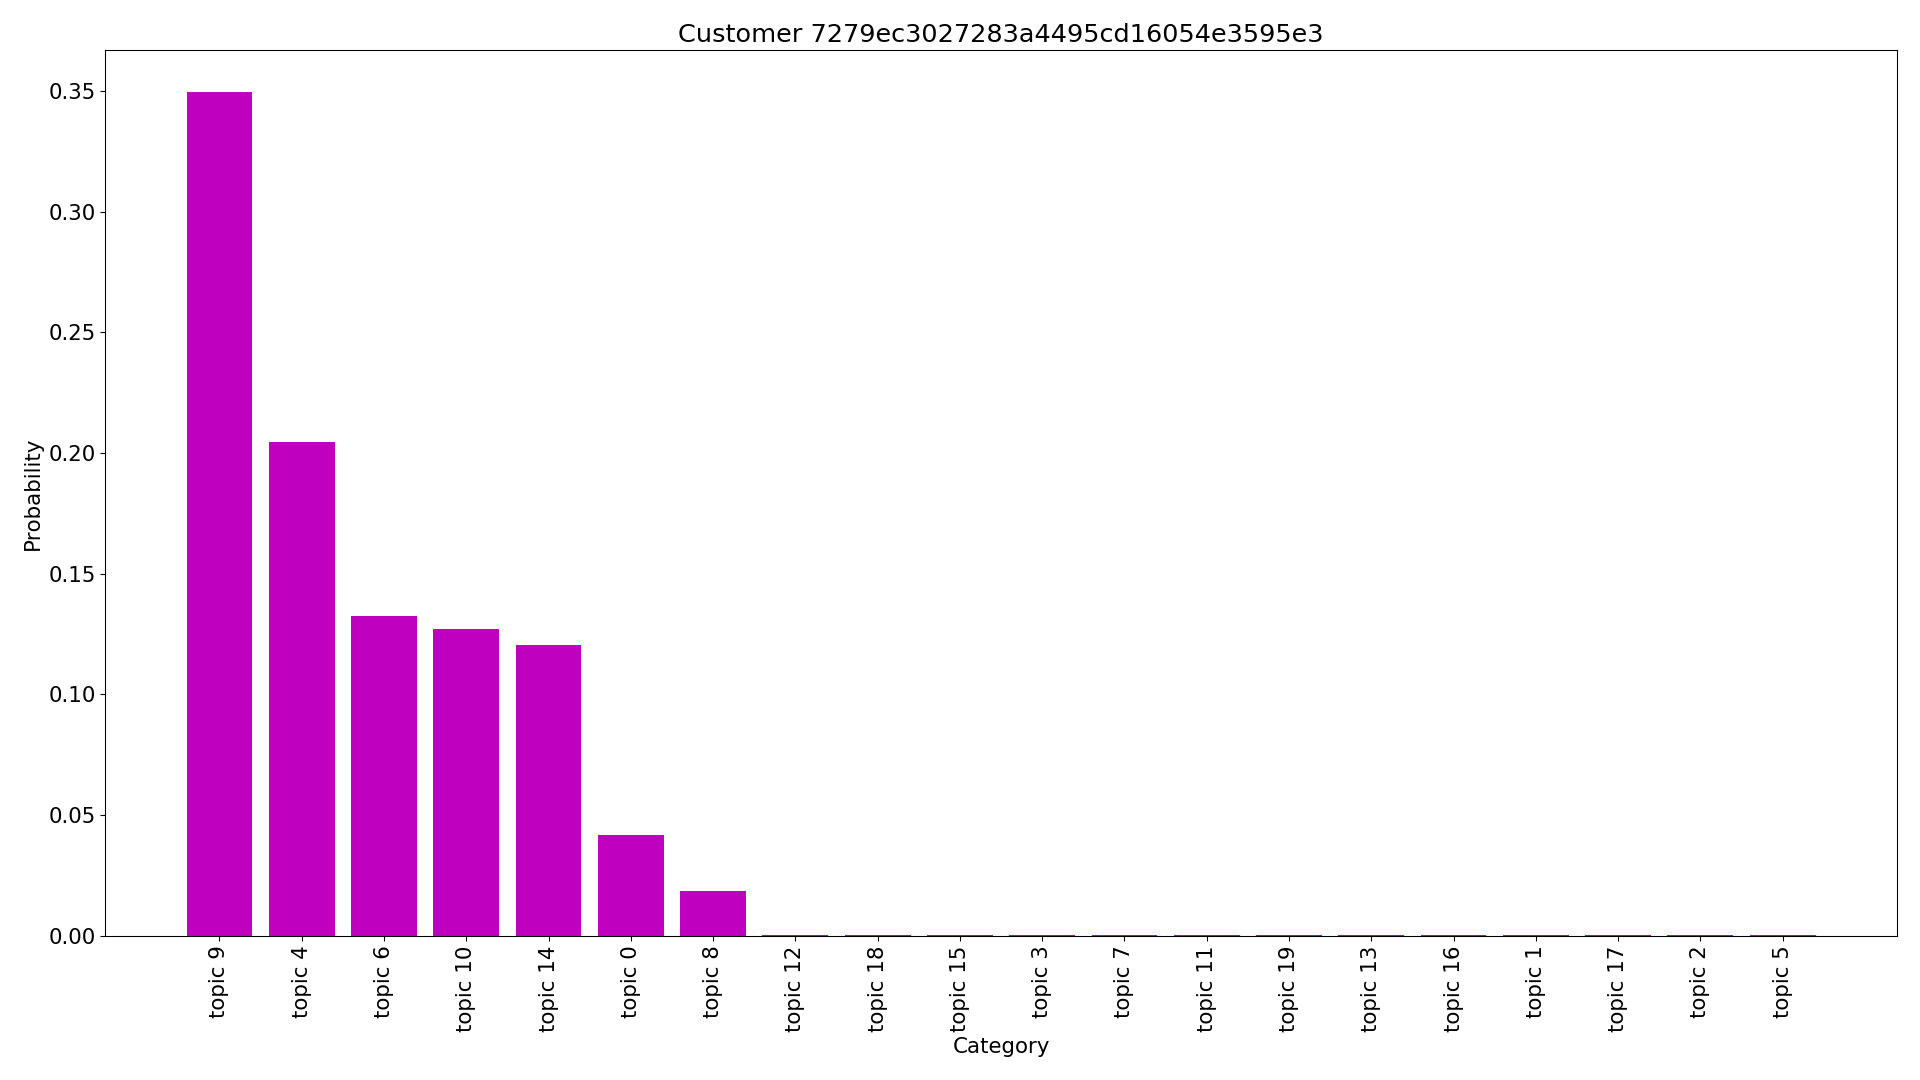 Customer 7279ec3027283a4495cd16054e3595e3
Probability
0.35
0.30
0.25
0.20
0.15
0.10
0.05
0.00
topic 9
topic 4
topic 6
topic 10
topic 14
topic 0
topic 8
topic 12
topic 18
topic 15
topic 3
topic 7
topic 11
topic 19
topic 13
topic 16
topic 1
topic 17
topic 2
topic 5
Category